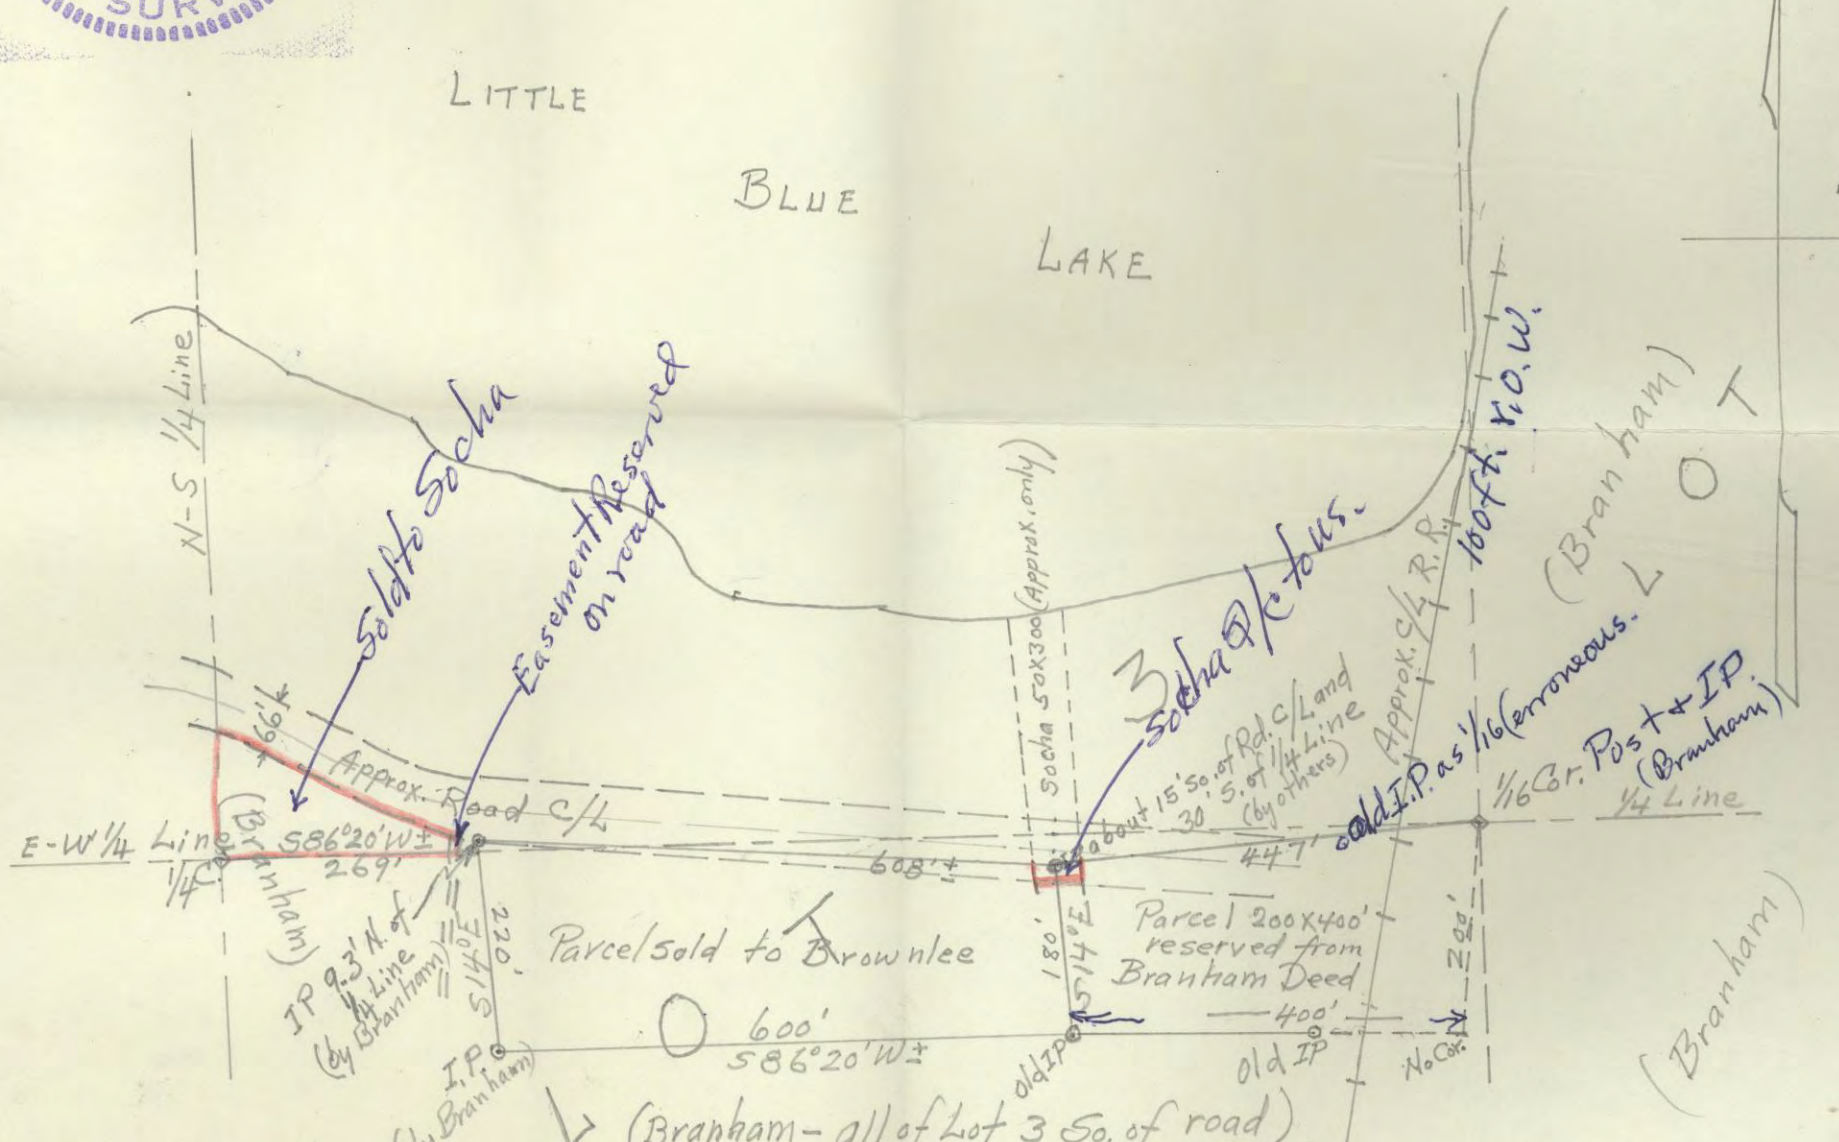 SURV
LITTLE
BLUE
LAKE
N-S 1/4 Line
Sold to Socha
Easement Reserved
on road
Socha 50x300 (Approx. only)
3
Socha Q/C to us.
Approx. C/L R.R.
100 ft. r.o.w.
(Branham)
LOT
66'
Approx. Road C/L
about 15' So. of Rd. C/L and
30' S. of 1/4 Line
(by others)
old I.P. as 1/16 (erroneous.
1/16 Cor. Post & IP.
(Branham)
1/4 Line
E-W 1/4 Line
1/4 C.
S86°20'W±
269'
(Branham)
608'±
447'
IP 9.3' N. of
1/4 Line
(by Branham)
S14°E
220'
Parcel sold to Brownlee
180'
S14°E
Parcel 200x400'
reserved from
Branham Deed
200'
400'
600'
S86°20'W±
I.P.
(by Branham)
Old IP
Old IP
No Cor.
(Branham)
L O T
(Branham - all of Lot 3 So. of road)